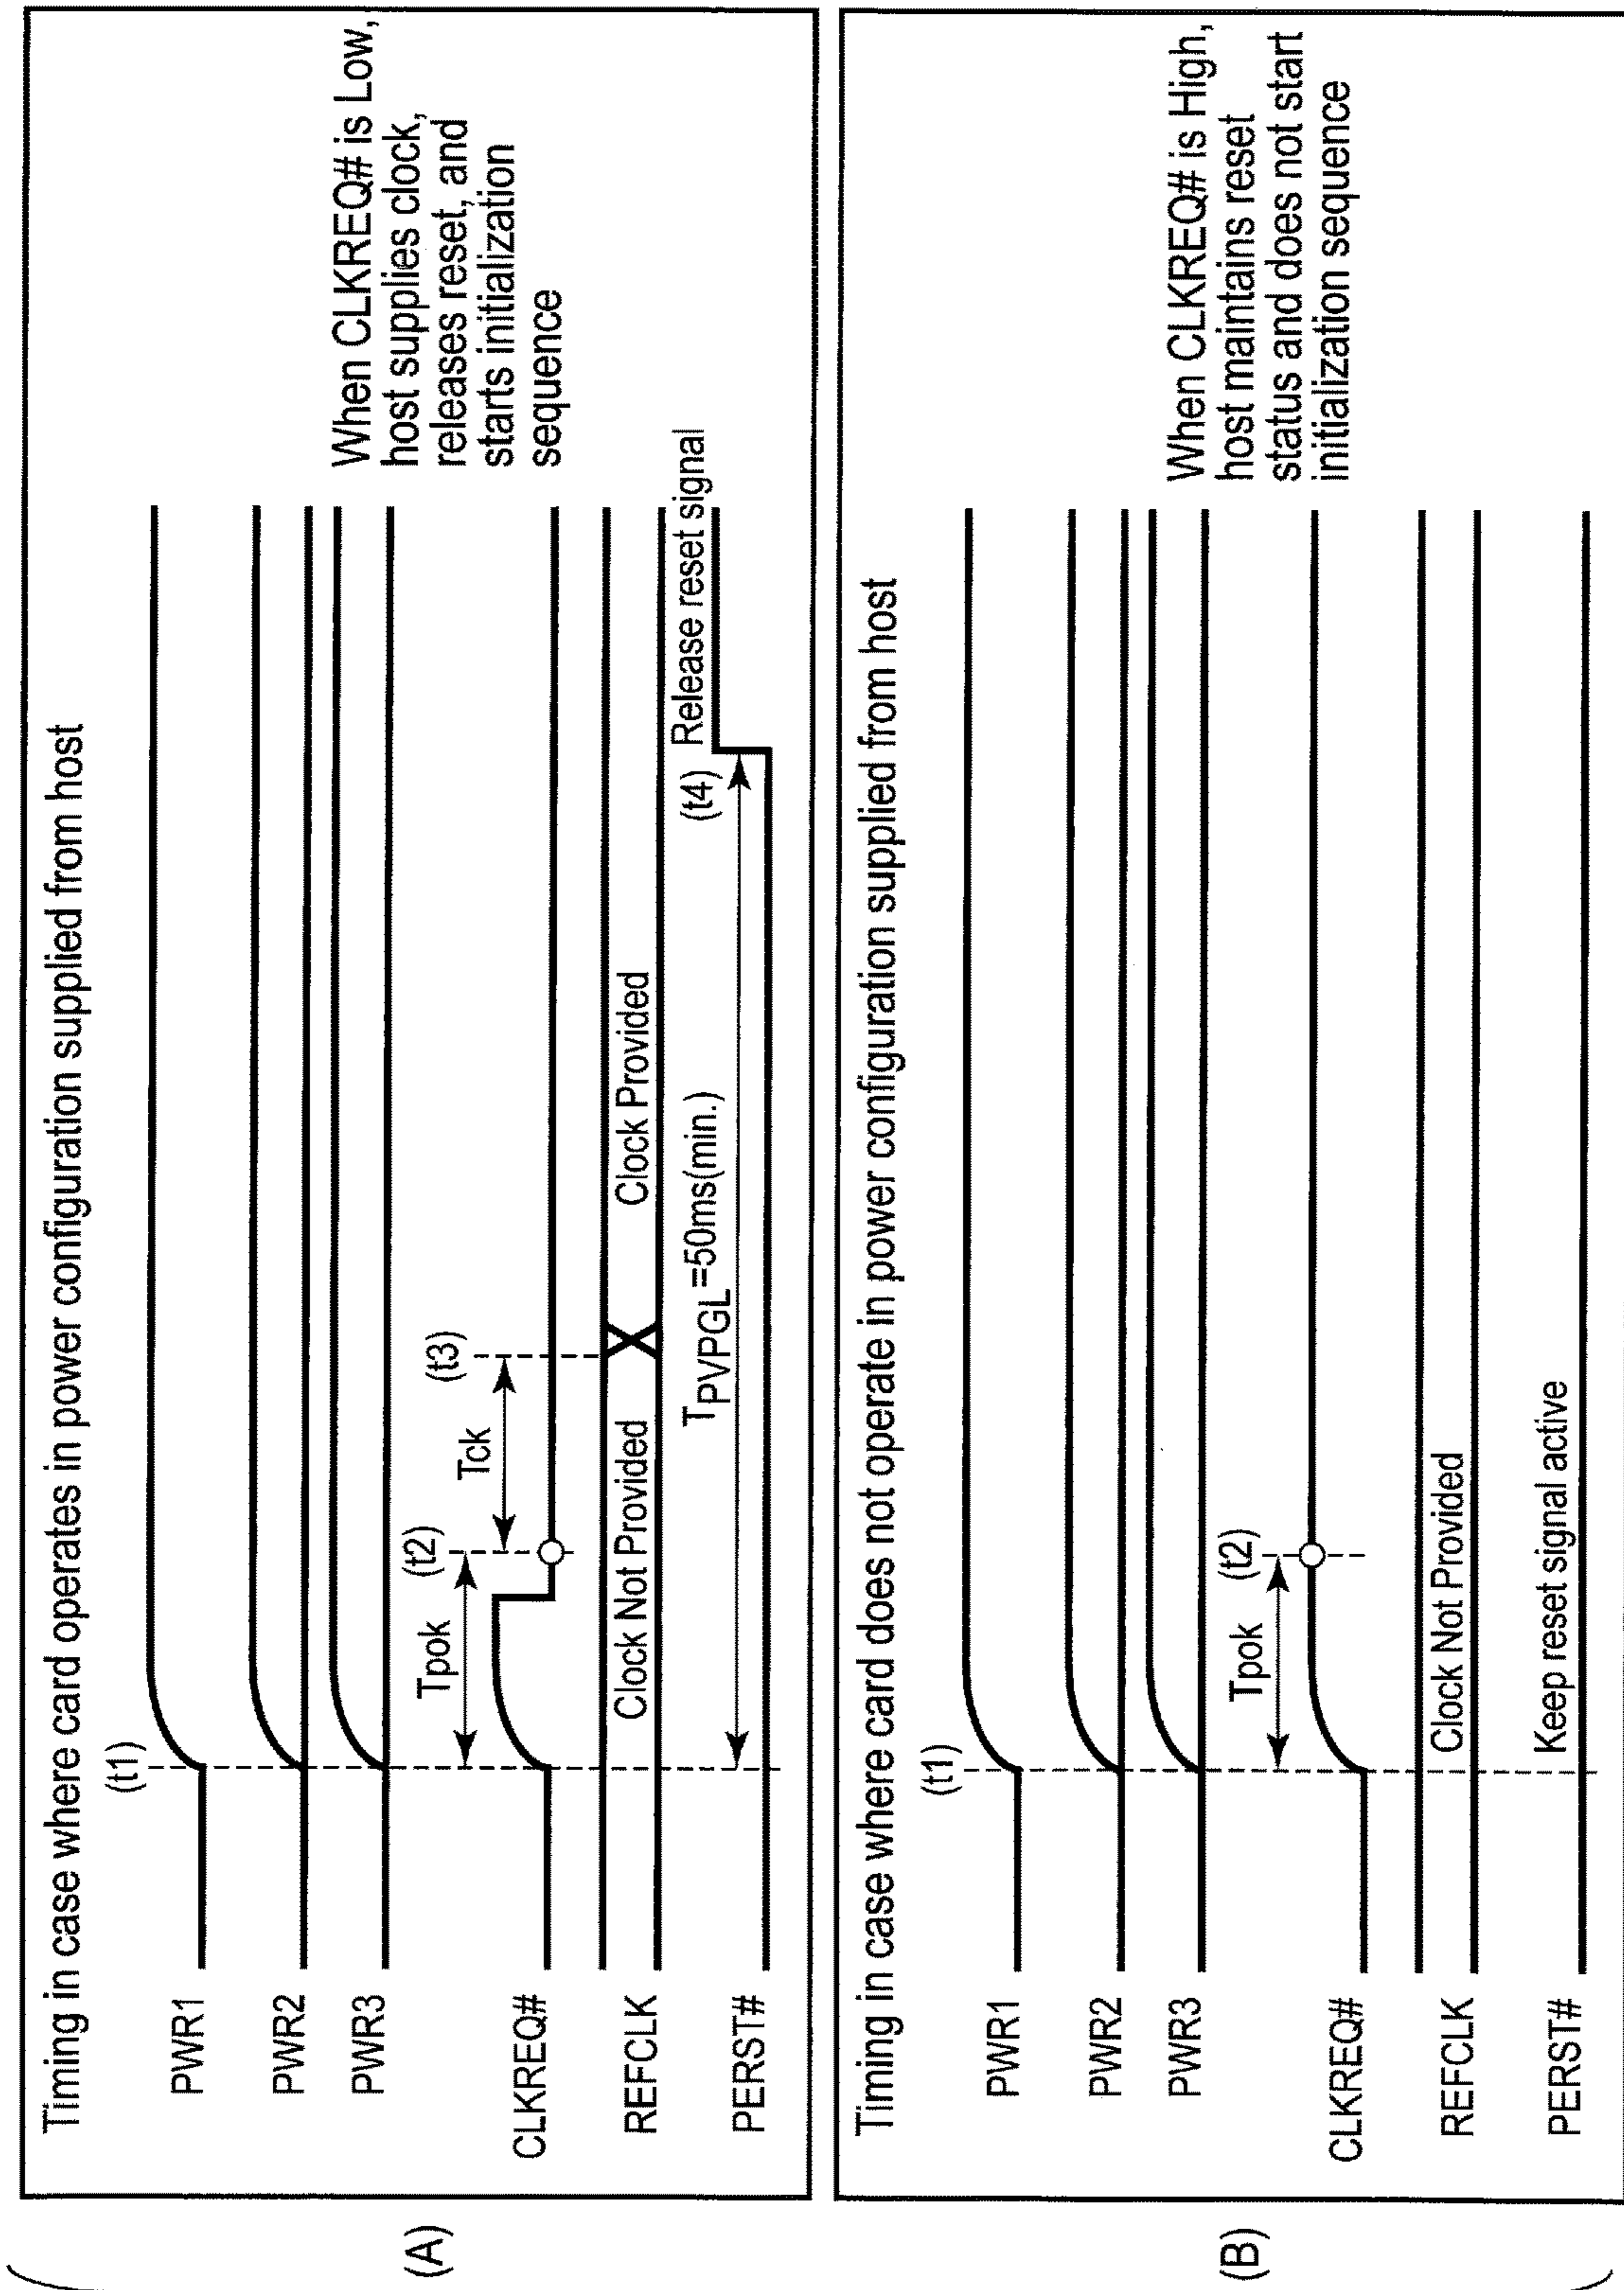 (A)
Timing in case where card operates in power configuration supplied from host
(t1)
PWR1
PWR2
PWR3
When CLKREQ# is Low,
host supplies clock,
releases reset, and
starts initialization
sequence
(t2)
(t3)
Tpok
Tck
CLKREQ#
REFCLK
Clock Not Provided
Clock Provided
TPVPGL=50ms(min.)
(t4)
Release reset signal
PERST#
(B)
Timing in case where card does not operate in power configuration supplied from host
(t1)
PWR1
PWR2
PWR3
When CLKREQ# is High,
host maintains reset
status and does not start
initialization sequence
(t2)
Tpok
CLKREQ#
REFCLK
Clock Not Provided
Keep reset signal active
PERST#